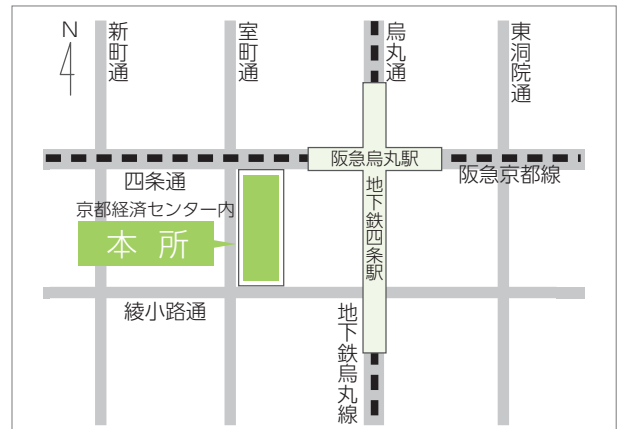 N
新町通
室町通
烏丸通
東洞院通
阪急烏丸駅
四条通
阪急京都線
京都経済センター内
本所
地下鉄四条駅
綾小路通
地下鉄烏丸線